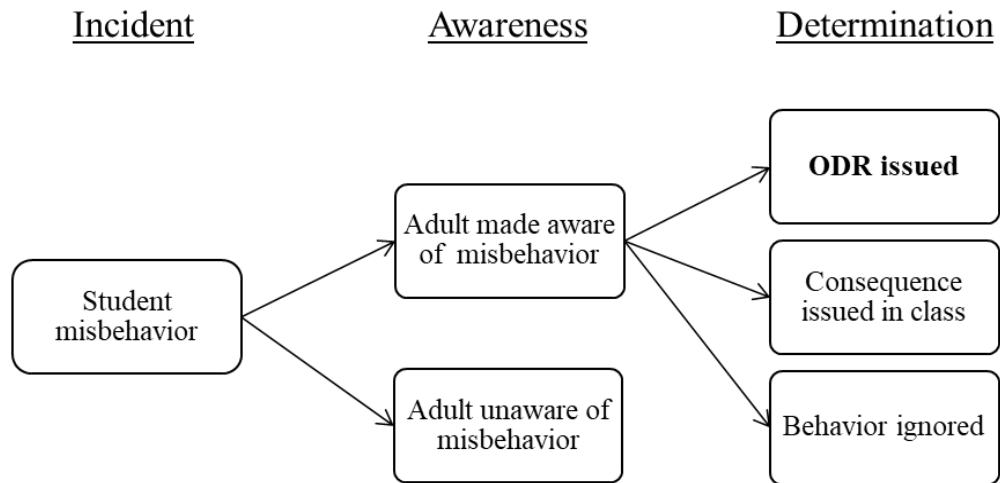 Incident
Awareness
Determination
Student
misbehavior
Adult made aware
of misbehavior
Adult unaware of
misbehavior
ODR issued
Consequence
issued in class
Behavior ignored